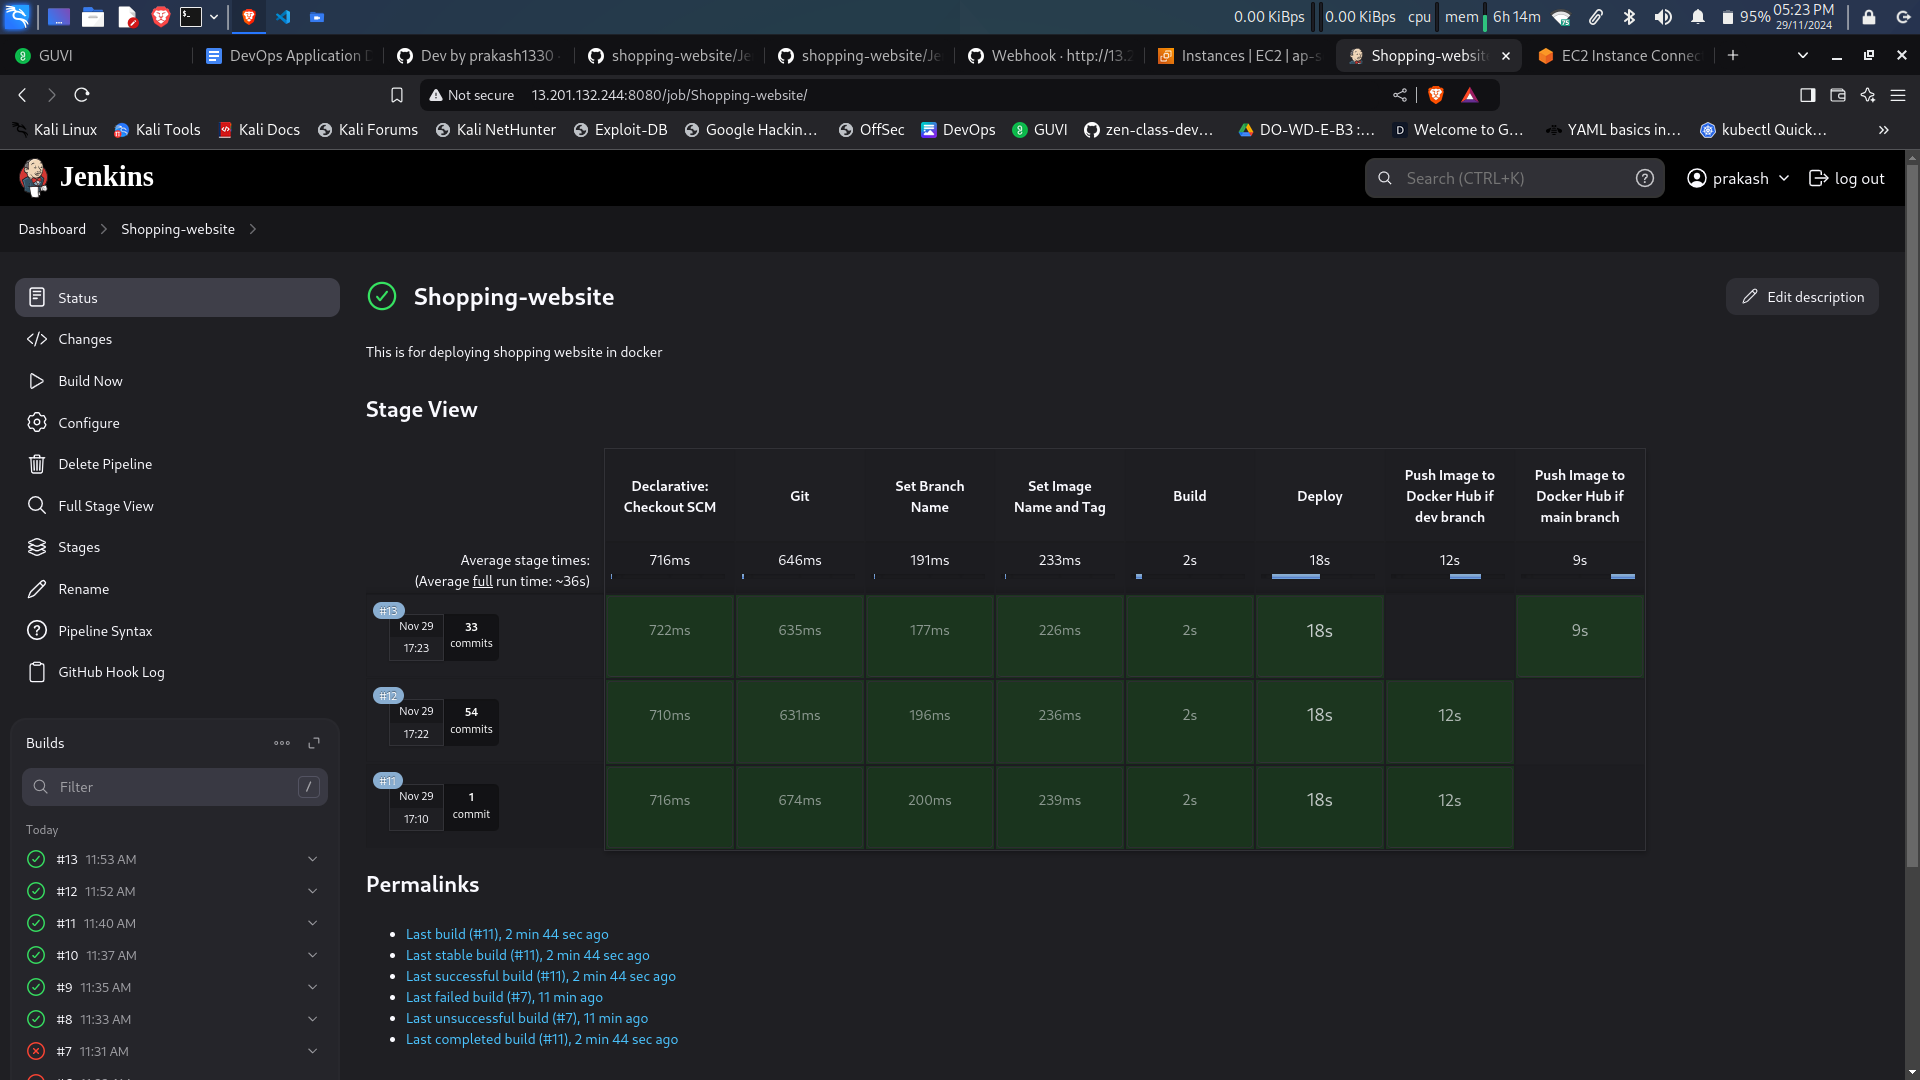 0.00 KiBps 0.00 KiBps cpu mem 6h 14m 95% 05:23 PM
29/11/2024
GUVI DevOps Application D Dev by prakash1330 shopping-website/Je shopping-website/Je Webhook · http://13.2 Instances | EC2 | ap-s Shopping-website EC2 Instance Connec
Not secure 13.201.132.244:8080/job/Shopping-website/
Kali Linux Kali Tools Kali Docs Kali Forums Kali NetHunter Exploit-DB Google Hackin… OffSec DevOps GUVI zen-class-dev… DO-WD-E-B3 :… Welcome to G… YAML basics in… kubectl Quick… »
Jenkins Search (CTRL+K) prakash log out
Dashboard Shopping-website
Status
Changes
Build Now
Configure
Delete Pipeline
Full Stage View
Stages
Rename
Pipeline Syntax
GitHub Hook Log
Builds
Filter /
Today
#13 11:53 AM
#12 11:52 AM
#11 11:40 AM
#10 11:37 AM
#9 11:35 AM
#8 11:33 AM
#7 11:31 AM
Shopping-website
Edit description
This is for deploying shopping website in docker
Stage View
Declarative: Checkout SCM
Git
Set Branch Name
Set Image Name and Tag
Build
Deploy
Push Image to Docker Hub if dev branch
Push Image to Docker Hub if main branch
Average stage times: 716ms 646ms 191ms 233ms 2s 18s 12s 9s
(Average full run time: ~36s)
#13
Nov 29 17:23 33 commits 722ms 635ms 177ms 226ms 2s 18s 9s
#12
Nov 29 17:22 54 commits 710ms 631ms 196ms 236ms 2s 18s 12s
#11
Nov 29 17:10 1 commit 716ms 674ms 200ms 239ms 2s 18s 12s
Permalinks
Last build (#11), 2 min 44 sec ago
Last stable build (#11), 2 min 44 sec ago
Last successful build (#11), 2 min 44 sec ago
Last failed build (#7), 11 min ago
Last unsuccessful build (#7), 11 min ago
Last completed build (#11), 2 min 44 sec ago